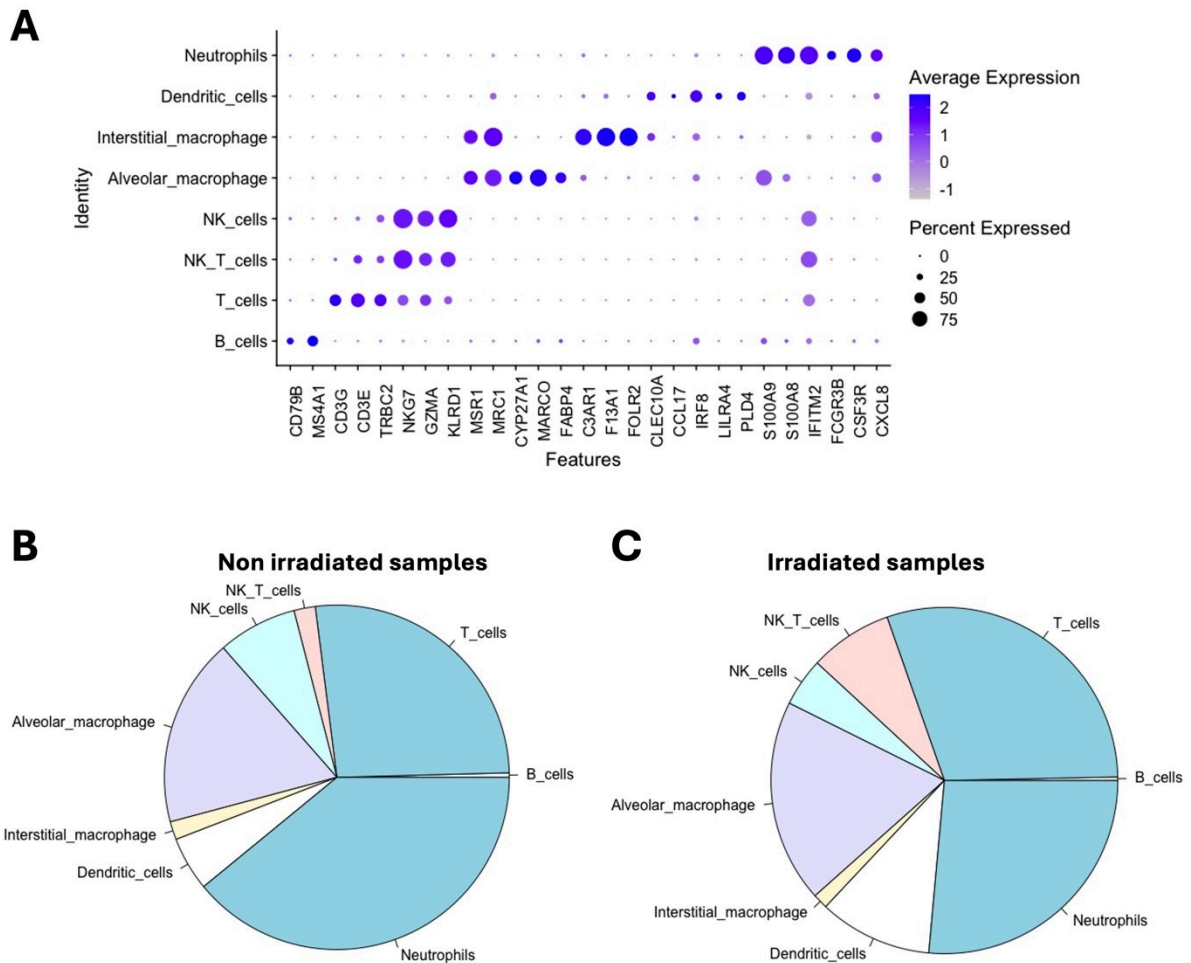 A
Neutrophils
Dendritic_cells
Interstitial_macrophage
Alveolar_macrophage
NK_cells
NK_T_cells
T_cells
B_cells
Identity
CD79B
MS4A1
CD3G
CD3E
TRBC2
NKG7
GZMA
KLRD1
MSR1
MRC1
CYP27A1
MARCO
FABP4
C3AR1
F13A1
FOLR2
CLEC10A
CCL17
IRF8
LILRA4
PLD4
S100A9
S100A8
IFITM2
FCGR3B
CSF3R
CXCL8
Features
Average Expression
2
1
0
-1
Percent Expressed
0
25
50
75
B
Non irradiated samples
NK_T_cells
NK_cells
T_cells
Alveolar_macrophage
B_cells
Interstitial_macrophage
Dendritic_cells
Neutrophils
C
Irradiated samples
NK_T_cells
T_cells
NK_cells
B_cells
Alveolar_macrophage
Interstitial_macrophage
Neutrophils
Dendritic_cells